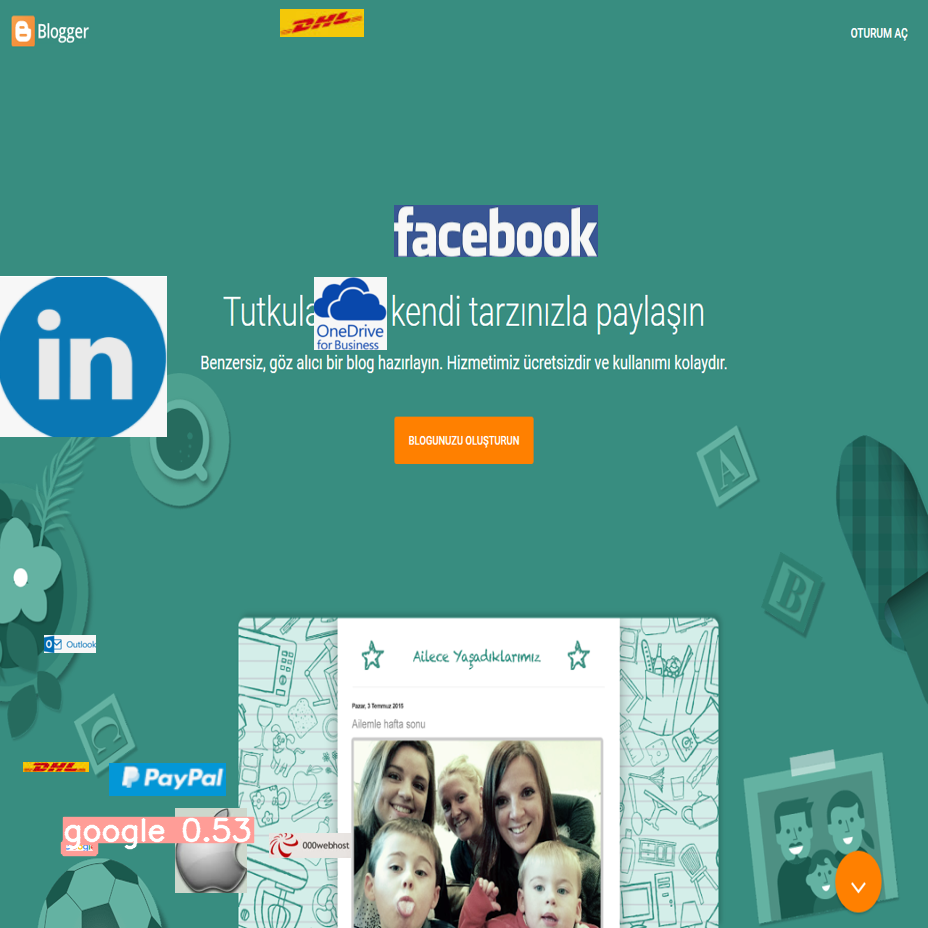 Blogger
DHL
OTURUM AÇ
facebook
in
Tutkula kendi tarzınızla paylaşın
OneDrive
for Business
Benzersiz, göz alıcı bir blog hazırlayın. Hizmetimiz ücretsizdir ve kullanımı kolaydır.
BLOGUNUZU OLUŞTURUN
A
B
Outlook
Ailece Yaşadıklarımız
Pazar, 3 Temmuz 2015
Ailemle hafta sonu
C
DHL
PayPal
google 0.53
000webhost